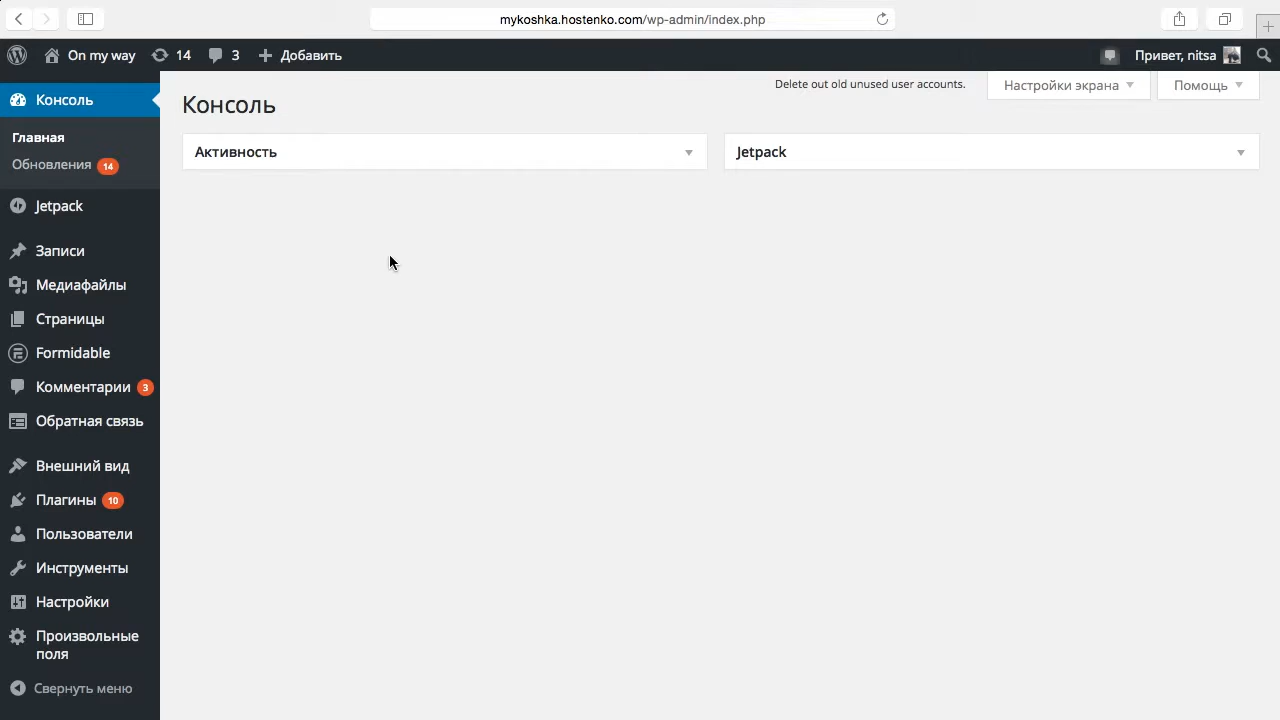 mykoshka.hostenko.com/wp-admin/index.php
On my way 14 3 Добавить Привет, nitsa
Delete out old unused user accounts. Настройки экрана Помощь
Консоль
Консоль
Главная
Обновления 14
Jetpack
Записи
Медиафайлы
Страницы
Formidable
Комментарии 3
Обратная связь
Внешний вид
Плагины 10
Пользователи
Инструменты
Настройки
Произвольные
поля
Свернуть меню
Активность
Jetpack